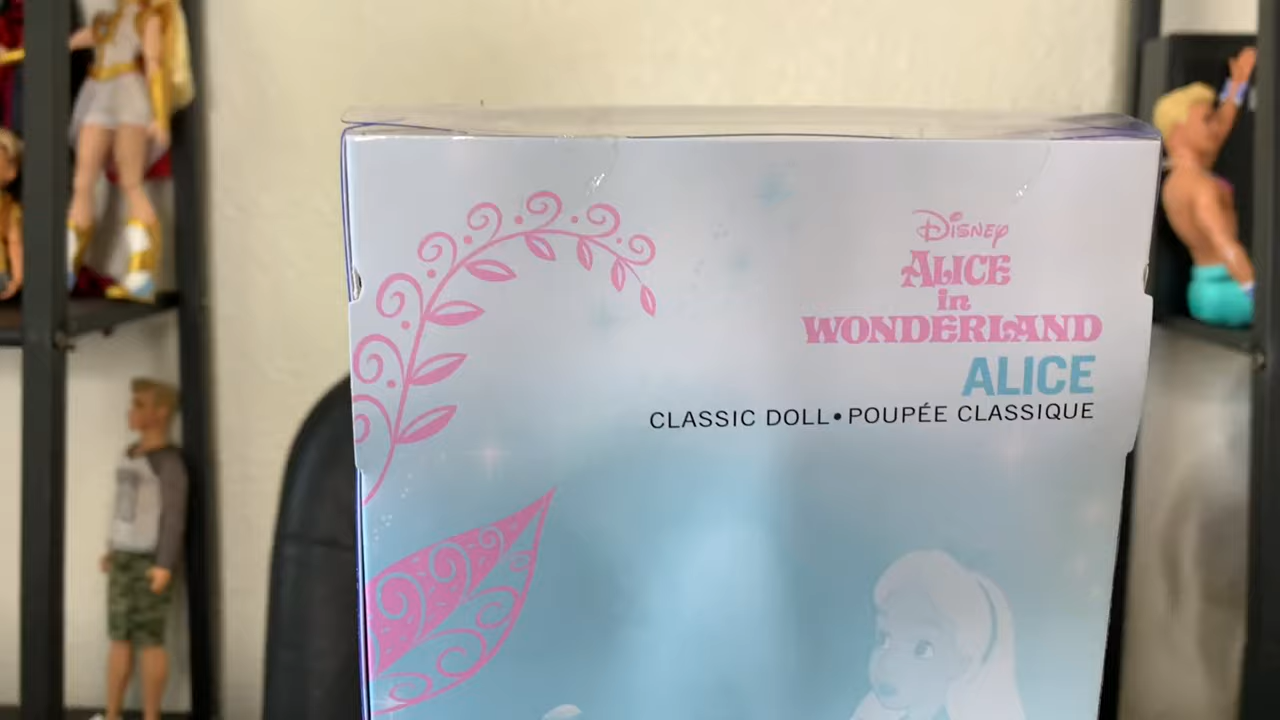 Disney
ALICE
in
WONDERLAND
ALICE
CLASSIC DOLL•POUPÉE CLASSIQUE